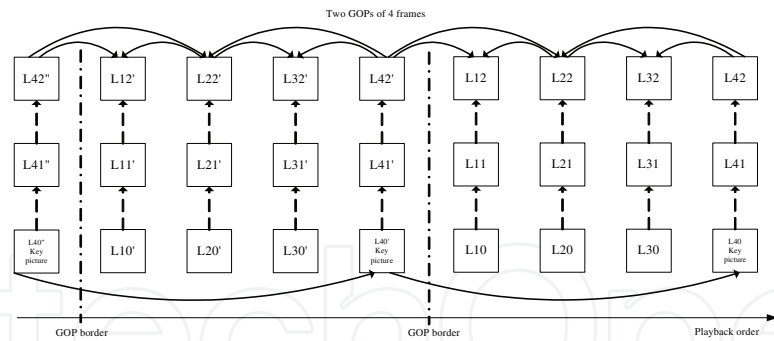 Two GOPs of 4 frames
L42" L12' L22' L32' L42' L12 L22 L32 L42
L41" L11' L21' L31' L41' L11 L21 L31 L41
L40" Key picture L10' L20' L30' L40' Key picture L10 L20 L30 L40 Key picture
GOP border GOP border Playback order